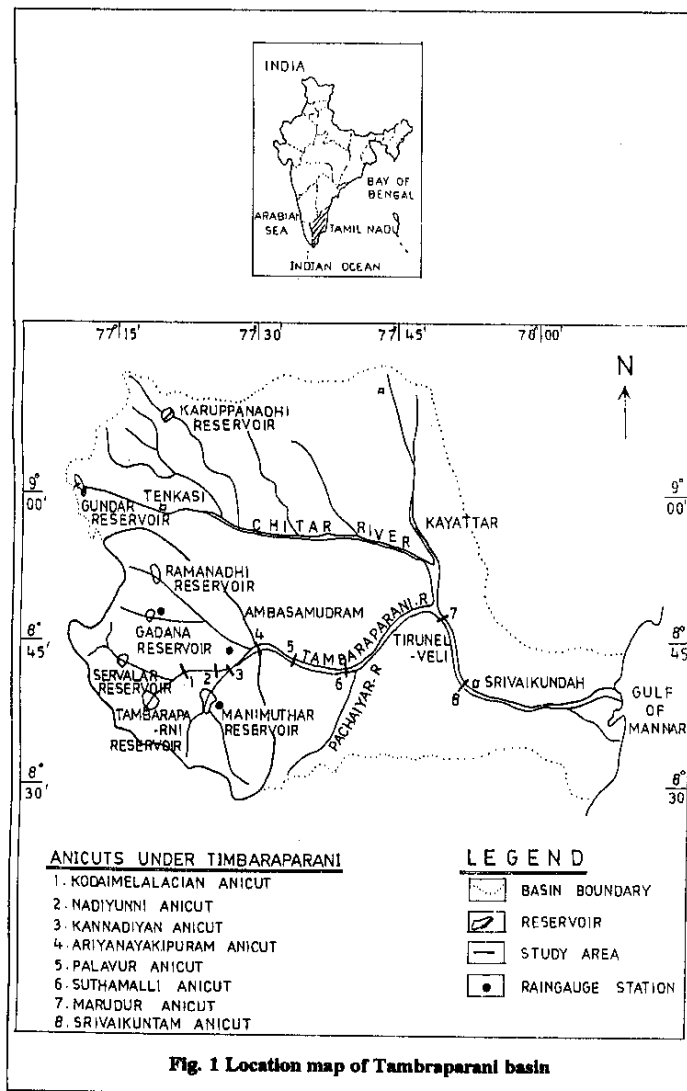 INDIA
BAY OF
BENGAL
ARABIAN
SEA
TAMIL NADU
INDIAN OCEAN
77° 15'
77° 30'
77° 45'
78° 00'
N
KARUPPANADHI
RESERVOIR
9°
00'
9°
00'
TENKASI
GUNDAR
RESERVOIR
CHITAR RIVER
KAYATTAR
RAMANADHI
RESERVOIR
AMBASAMUDRAM
GADANA
RESERVOIR
TAMBARAPARANI-R
7
TIRUNEL
-VELI
8°
45'
8°
45'
4
5
6
SERVALAR
RESERVOIR
1
2
3
8
SRIVAIKUNDAH
GULF
OF
MANNAR
TAMBARAPA
-RNI
RESERVOIR
MANIMUTHAR
RESERVOIR
PACHAIYAR-R
8°
30'
8°
30'
ANICUTS UNDER TIMBARAPARANI
1. KODAIMELALACIAN ANICUT
2 NADIYUNNI ANICUT
3 KANNADIYAN ANICUT
4 ARIYANAYAKIPURAM ANICUT
5 PALAVUR ANICUT
6 SUTHAMALLI ANICUT
7 MARUDUR ANICUT
8. SRIVAIKUNTAM ANICUT
LEGEND
BASIN BOUNDARY
RESERVOIR
STUDY AREA
RAINGAUGE STATION
Fig. 1 Location map of Tambraparani basin